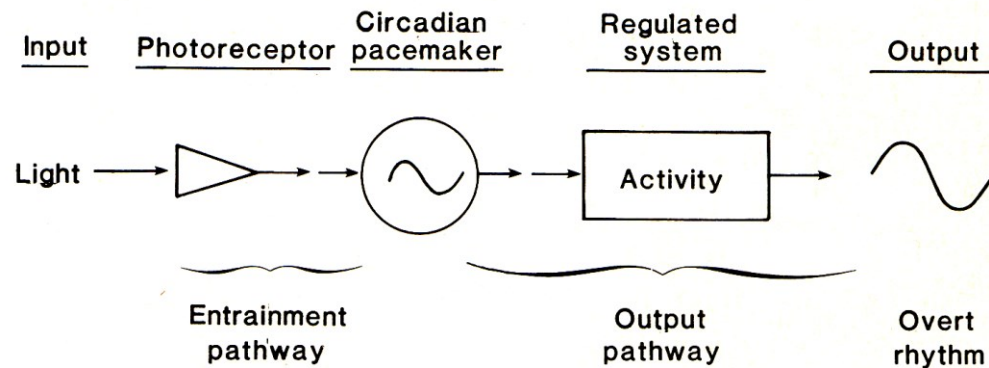 Input
Photoreceptor
Circadian
pacemaker
Regulated
system
Output
Light
Activity
Entrainment
pathway
Output
pathway
Overt
rhythm